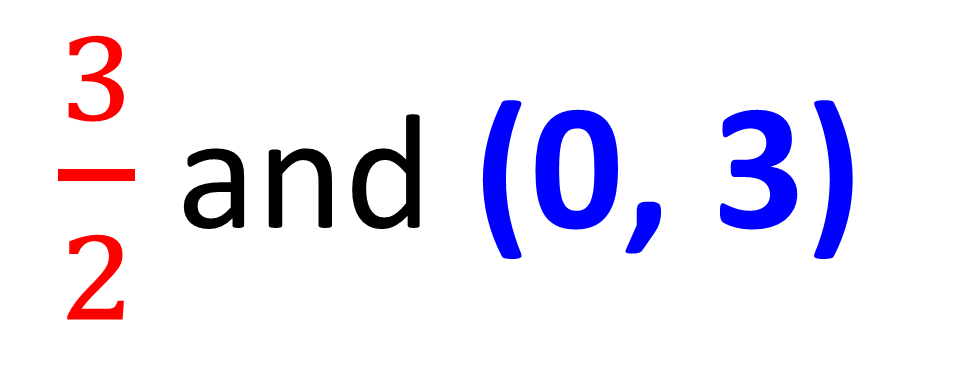 3/2 and (0, 3)